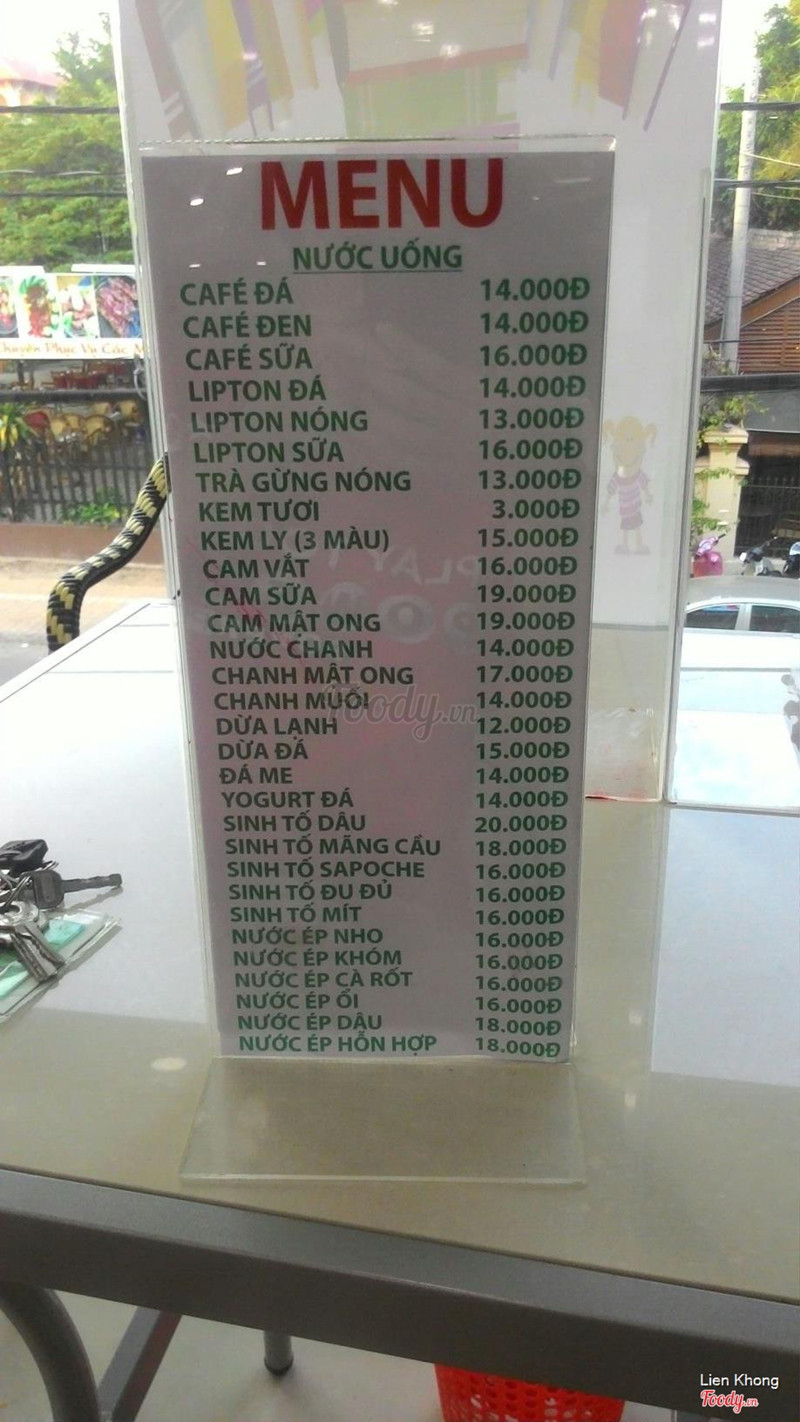 MENU
NƯỚC UỐNG
CAFÉ ĐÁ 14.000Đ
CAFÉ ĐEN 14.000Đ
CAFÉ SỮA 16.000Đ
LIPTON ĐÁ 14.000Đ
LIPTON NÓNG 13.000Đ
LIPTON SỮA 16.000Đ
TRÀ GỪNG NÓNG 13.000Đ
KEM TƯƠI 3.000Đ
KEM LY (3 MÀU) 15.000Đ
CAM VẮT 16.000Đ
CAM SỮA 19.000Đ
CAM MẬT ONG 19.000Đ
NƯỚC CHANH 14.000Đ
CHANH MẬT ONG 17.000Đ
CHANH MUỐI 14.000Đ
DỪA LẠNH 12.000Đ
DỪA ĐÁ 15.000Đ
ĐÁ ME 14.000Đ
YOGURT ĐÁ 14.000Đ
SINH TỐ DÂU 20.000Đ
SINH TỐ MÃNG CẦU 18.000Đ
SINH TỐ SAPOCHE 16.000Đ
SINH TỐ ĐU ĐỦ 16.000Đ
SINH TỐ MÍT 16.000Đ
NƯỚC ÉP NHO 16.000Đ
NƯỚC ÉP KHÓM 16.000Đ
NƯỚC ÉP CÀ RỐT 16.000Đ
NƯỚC ÉP ỔI 16.000Đ
NƯỚC ÉP DÂU 18.000Đ
NƯỚC ÉP HỖN HỢP 18.000Đ
Foody.vn
Chuyên Phục Vụ Các
Lien Khong
Foody.vn